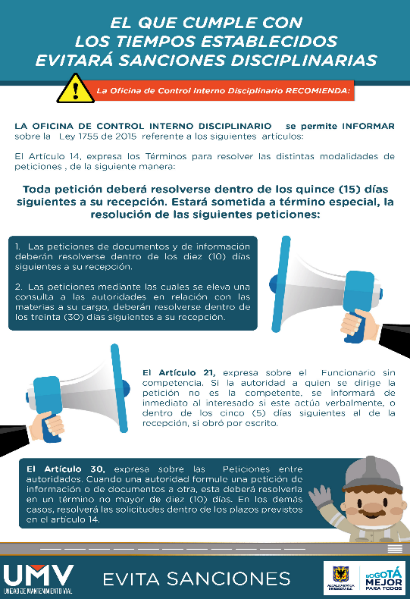 EL QUE CUMPLE CON
LOS TIEMPOS ESTABLECIDOS
EVITARÁ SANCIONES DISCIPLINARIAS
La Oficina de Control Interno Disciplinario RECOMIENDA:
LA OFICINA DE CONTROL INTERNO DISCIPLINARIO se permite INFORMAR
sobre la Ley 1755 de 2015 referente a los siguientes artículos:
El Artículo 14, expresa los Términos para resolver las distintas modalidades de
peticiones , de la siguiente manera:
Toda petición deberá resolverse dentro de los quince (15) días
siguientes a su recepción. Estará sometida a término especial, la
resolución de las siguientes peticiones:
1. Las peticiones de documentos y de información
deberán resolverse dentro de los diez (10) días
siguientes a su recepción.
2. Las peticiones mediante las cuales se eleva una
consulta a las autoridades en relación con las
materias a su cargo, deberán resolverse dentro de
los treinta (30) días siguientes a su recepción.
El Artículo 21, expresa sobre el Funcionario sin
competencia. Si la autoridad a quien se dirige la
petición no es la competente, se informará de
inmediato al interesado si este actúa verbalmente, o
dentro de los cinco (5) días siguientes al de la
recepción, si obró por escrito.
El Artículo 30, expresa sobre las Peticiones entre
autoridades. Cuando una autoridad formule una petición de
información o de documentos a otra, esta deberá resolverla
en un término no mayor de diez (10) días. En los demás
casos, resolverá las solicitudes dentro de los plazos previstos
en el artículo 14.
UMV
UNIDAD DE MANTENIMIENTO VIAL
EVITA SANCIONES
BOGOTÁ
MEJOR
PARA TODOS